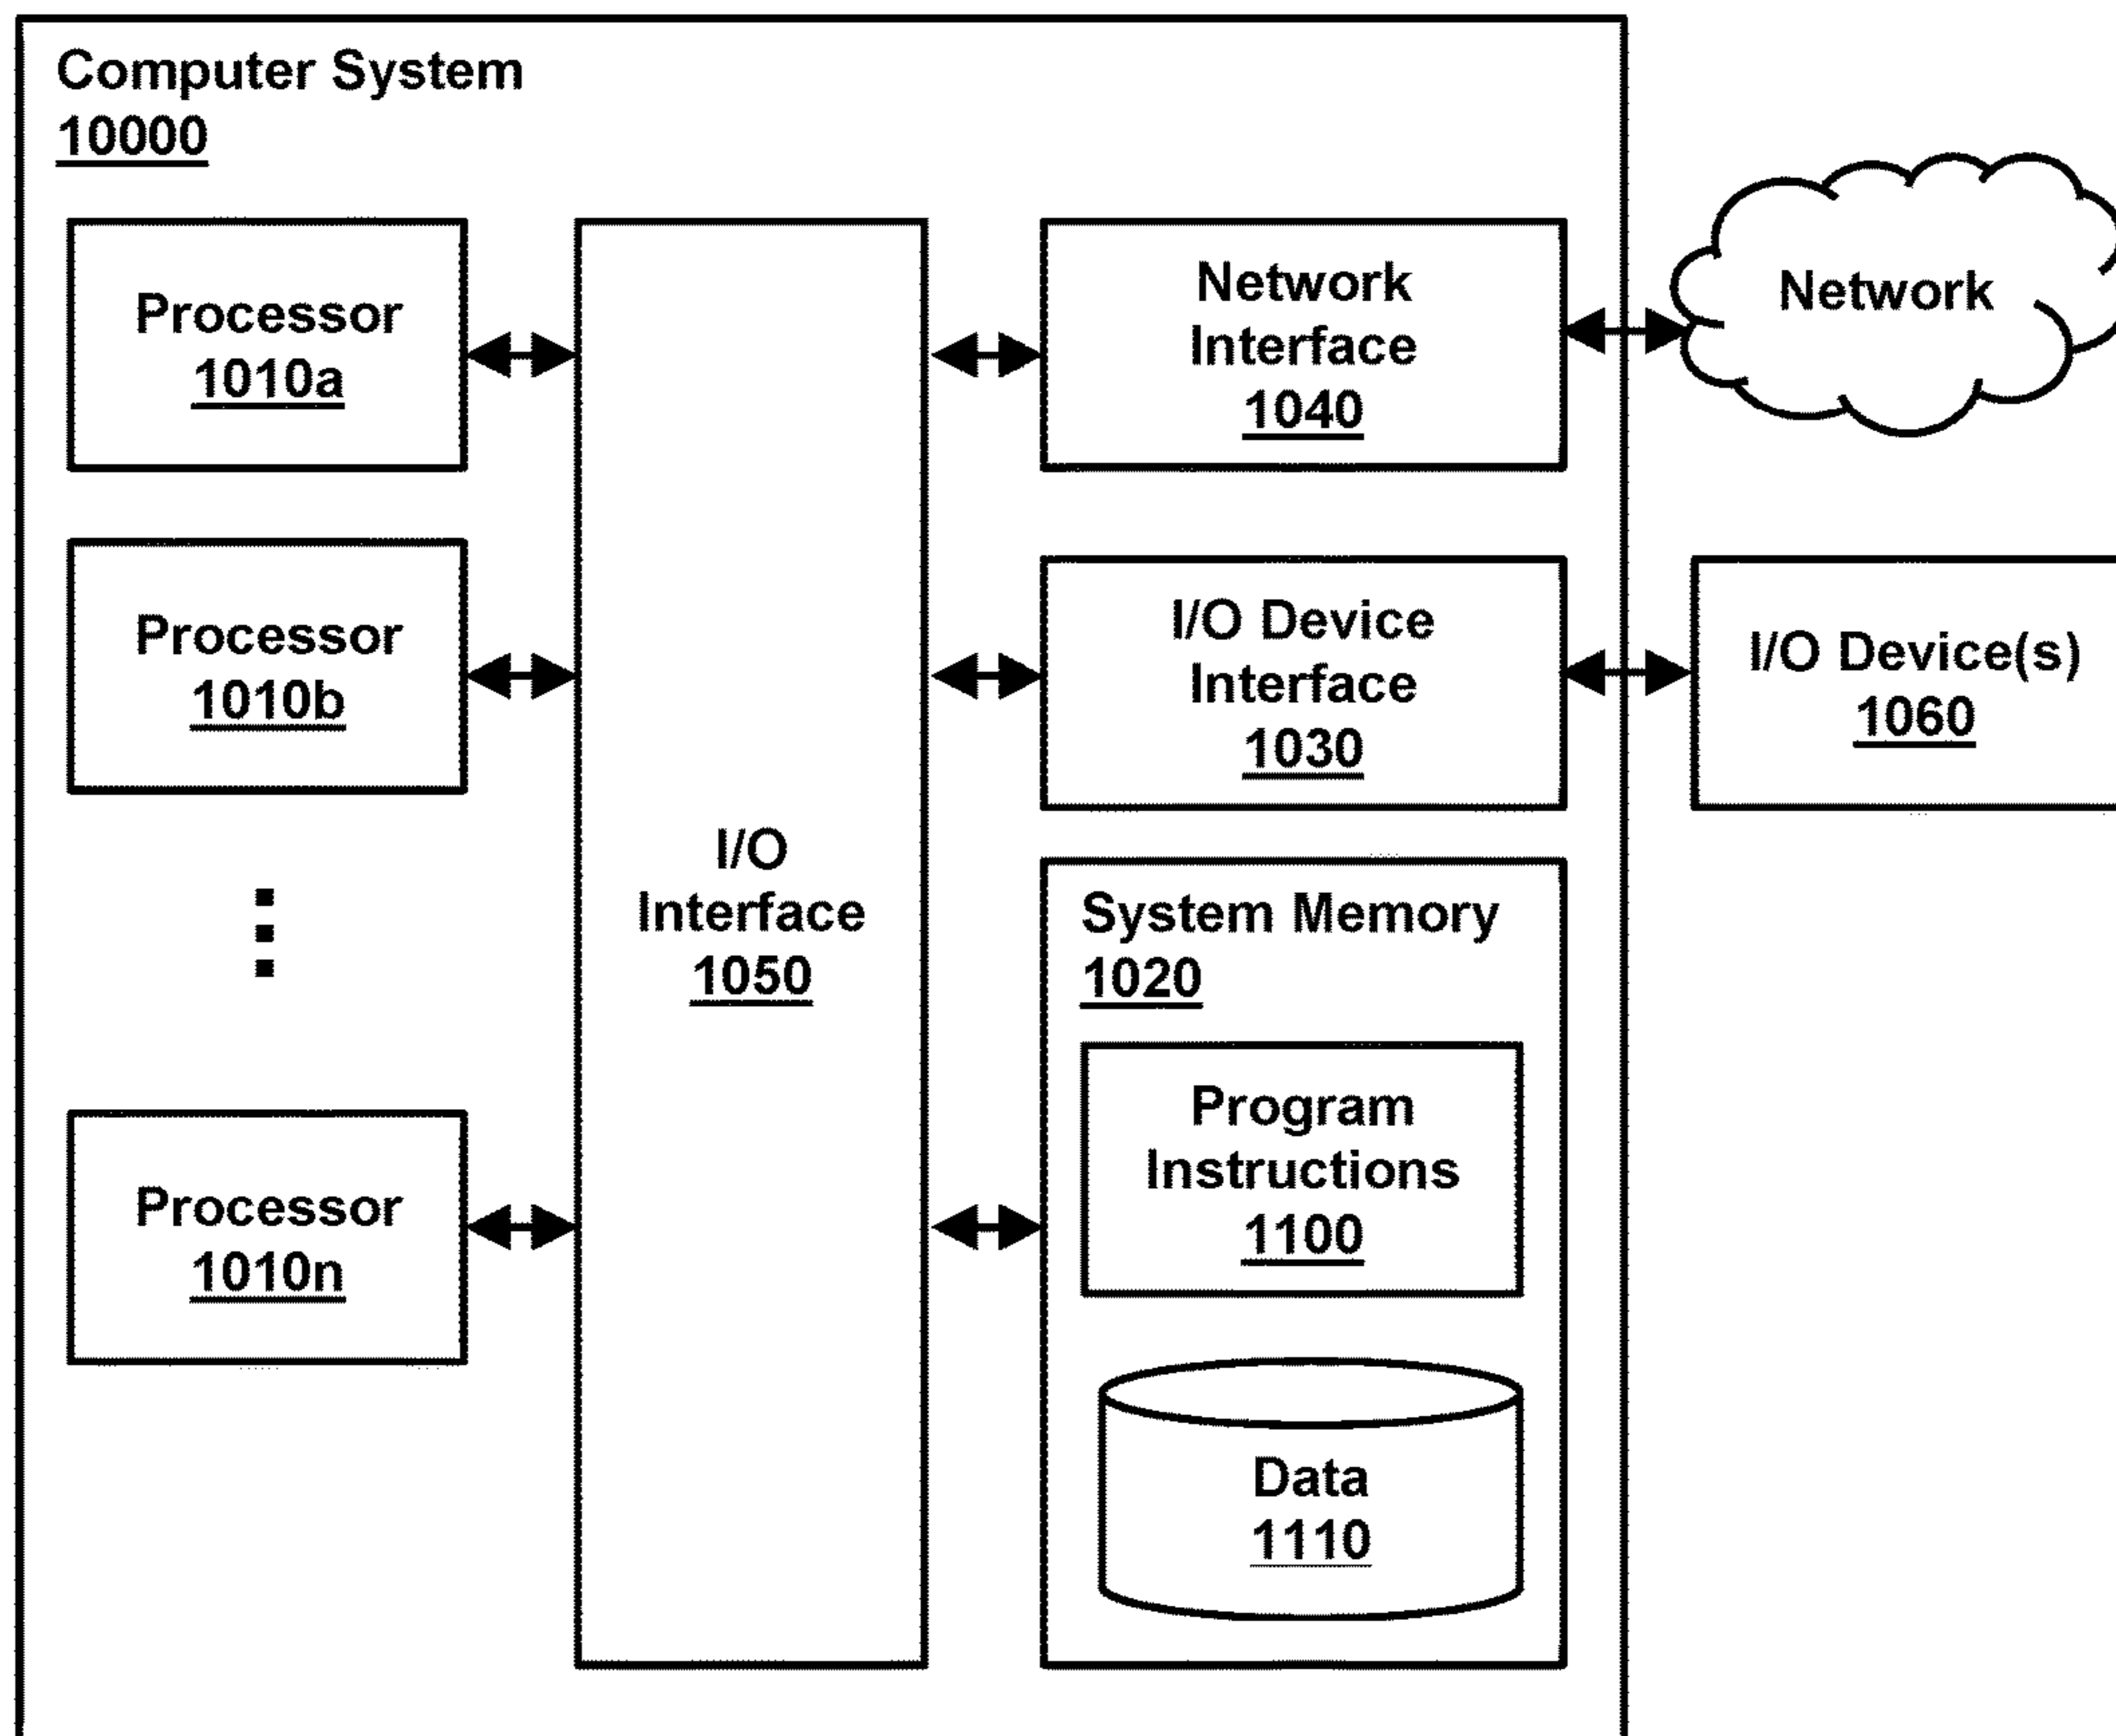 Computer System
10000
Processor
1010a
Processor
1010b
Processor
1010n
I/O
Interface
1050
Network
Interface
1040
I/O Device
Interface
1030
System Memory
1020
Program
Instructions
1100
Data
1110
Network
I/O Device(s)
1060